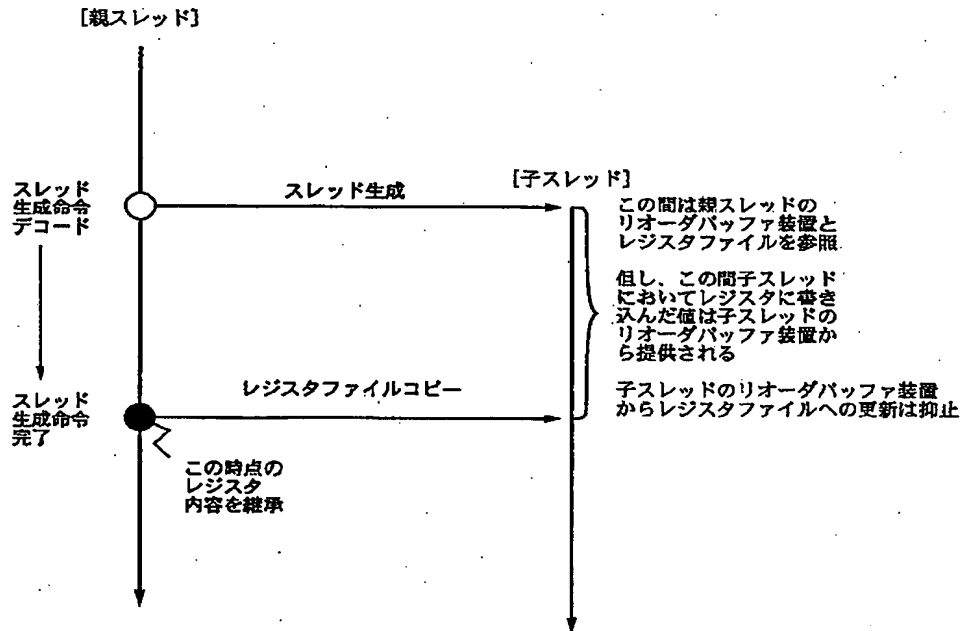 [親スレッド]
スレッド
生成命令
デコード
スレッド生成
[子スレッド]
この間は親スレッドの
リオーダバッファ装置と
レジスタファイルを参照
但し、この間子スレッド
においてレジスタに書き
込んだ値は子スレッドの
リオーダバッファ装置か
ら提供される
子スレッドのリオーダバッファ装置
からレジスタファイルへの更新は抑止
スレッド
生成命令
完了
レジスタファイルコピー
この時点の
レジスタ
内容を継承